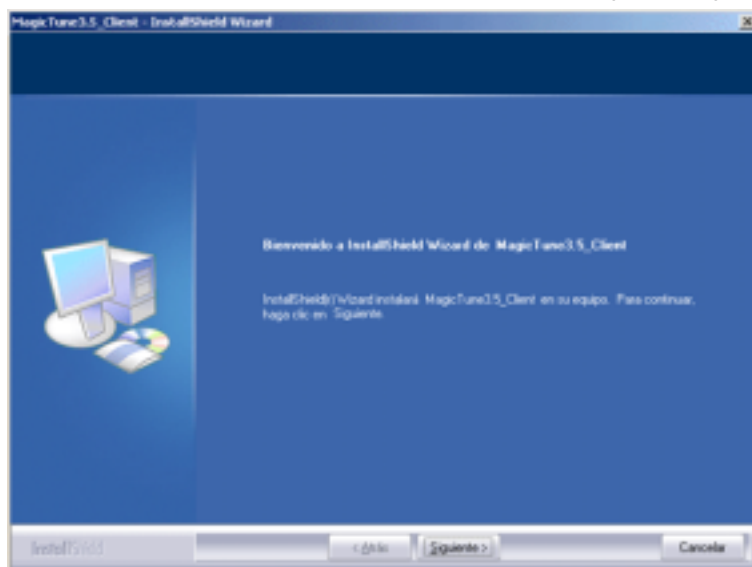 MagicTune3.5_Client - InstallShield Wizard
Bienvenido a InstallShield Wizard de MagicTune3.5_Client
InstallShield(r) Wizard instalará MagicTune3.5_Client en su equipo. Para continuar,
haga clic en Siguiente.
InstallShield
< Atrás
Siguiente >
Cancelar